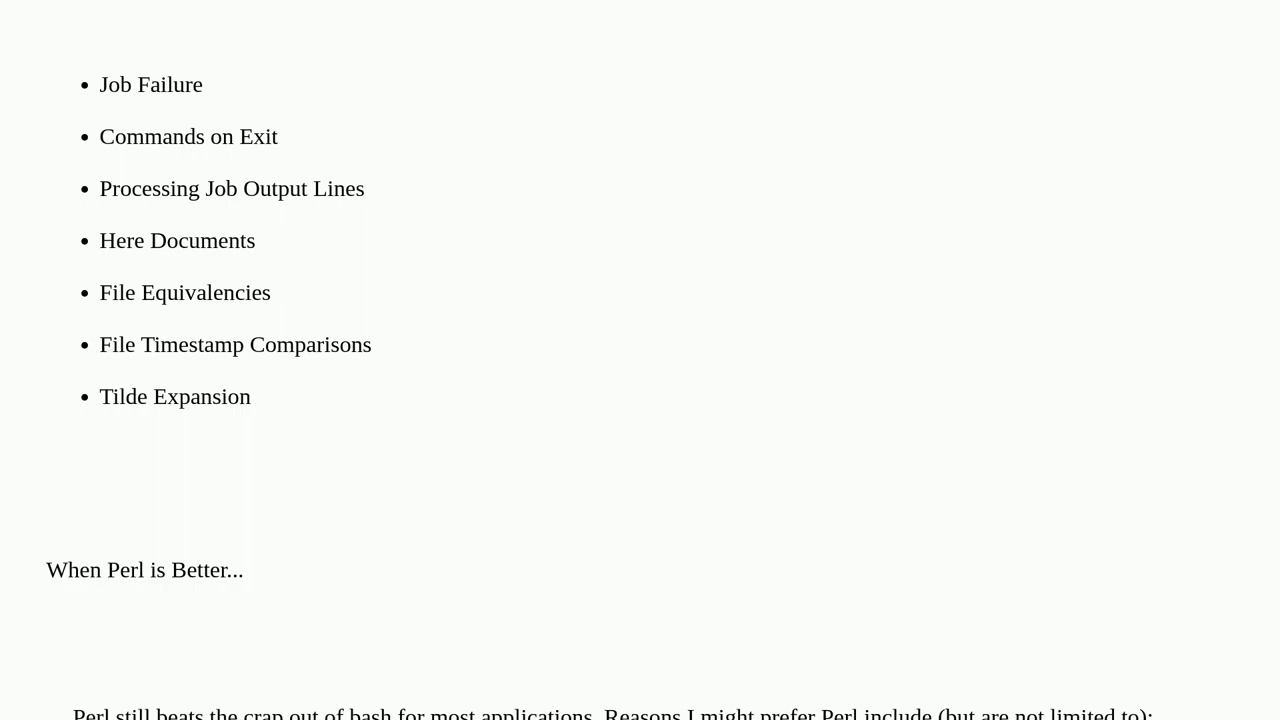 • Job Failure
• Commands on Exit
• Processing Job Output Lines
• Here Documents
• File Equivalencies
• File Timestamp Comparisons
• Tilde Expansion
When Perl is Better...
Perl still beats the crap out of bash for most applications. Reasons I might prefer Perl include (but are not limited to):